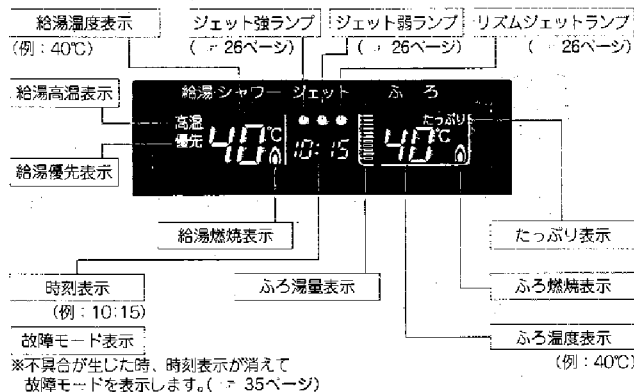 給湯温度表示 ジェット強ランプ ジェット弱ランプ リズムジェットランプ
(例:40℃) (☞ 26ページ) (☞ 26ページ) (☞ 26ページ)
給湯高温表示
給湯優先表示
給湯 シャワー ジェット ふ ろ
高温
優先
40℃
10:15
たっぷり
40℃
給湯燃焼表示
たっぷり表示
時刻表示
(例:10:15)
ふろ湯量表示
ふろ燃焼表示
故障モード表示
ふろ温度表示
(例:40℃)
※不具合が生じた時、時刻表示が消えて
故障モードを表示します。(☞ 35ページ)